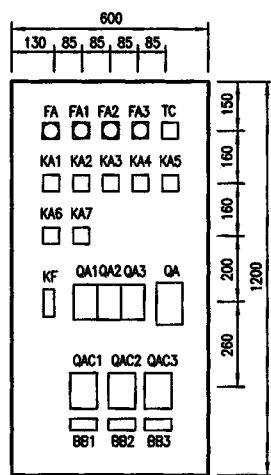 600
130 85 85 85 85
FA FA1 FA2 FA3 TC
150
KA1 KA2 KA3 KA4 KA5
160
KA6 KA7
160
KF QA1 QA2 QA3 QA
200
1200
260
QAC1 QAC2 QAC3
BB1 BB2 BB3